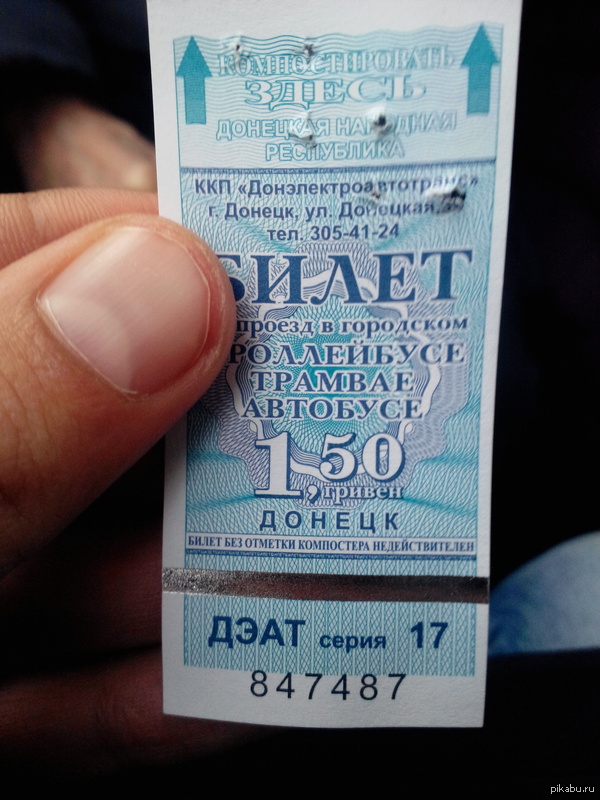 КОМПОСТИРОВАТЬ
ЗДЕСЬ
ДОНЕЦКАЯ НАРОДНАЯ
РЕСПУБЛИКА
ККП «Донэлектроавтотранс»
г. Донецк, ул. Донецкая,
тел. 305-41-24
БИЛЕТ
проезд в городском
РОЛЛЕЙБУСЕ
ТРАМВАЕ
АВТОБУСЕ
1,50
гривен
ДОНЕЦК
БИЛЕТ БЕЗ ОТМЕТКИ КОМПОСТЕРА НЕДЕЙСТВИТЕЛЕН
ДЭАТ серия 17
847487
pikabu.ru